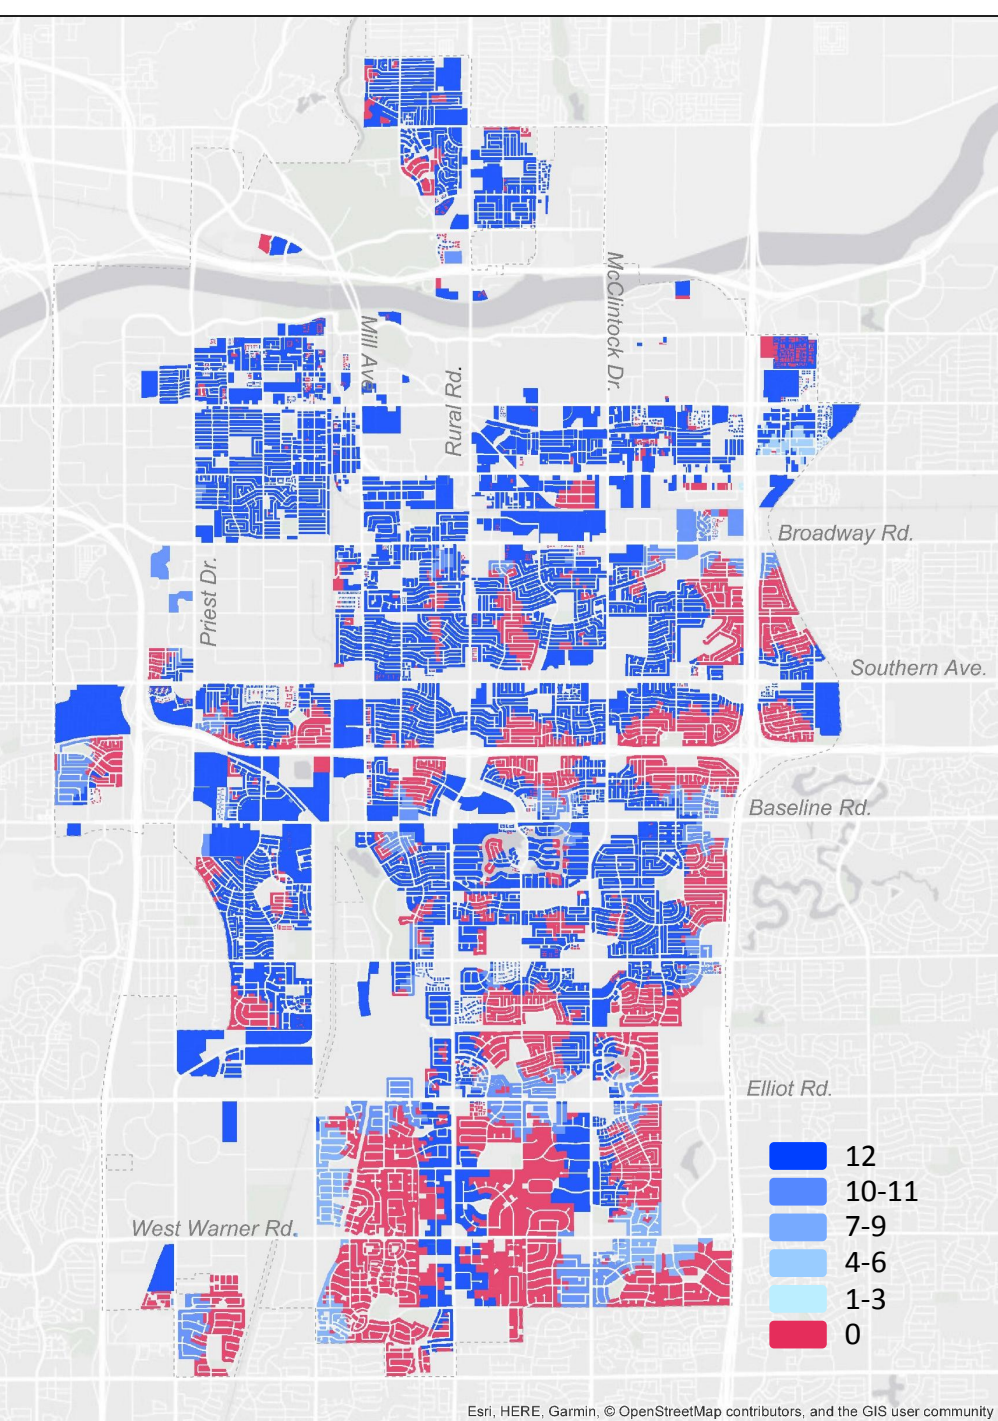 McClintock Dr.
Mill Ave
Rural Rd.
Broadway Rd.
Priest Dr.
Southern Ave.
Baseline Rd.
Elliot Rd.
12
10-11
7-9
West Warner Rd.
4-6
1-3
0
Esri, HERE, Garmin, © OpenStreetMap contributors, and the GIS user community